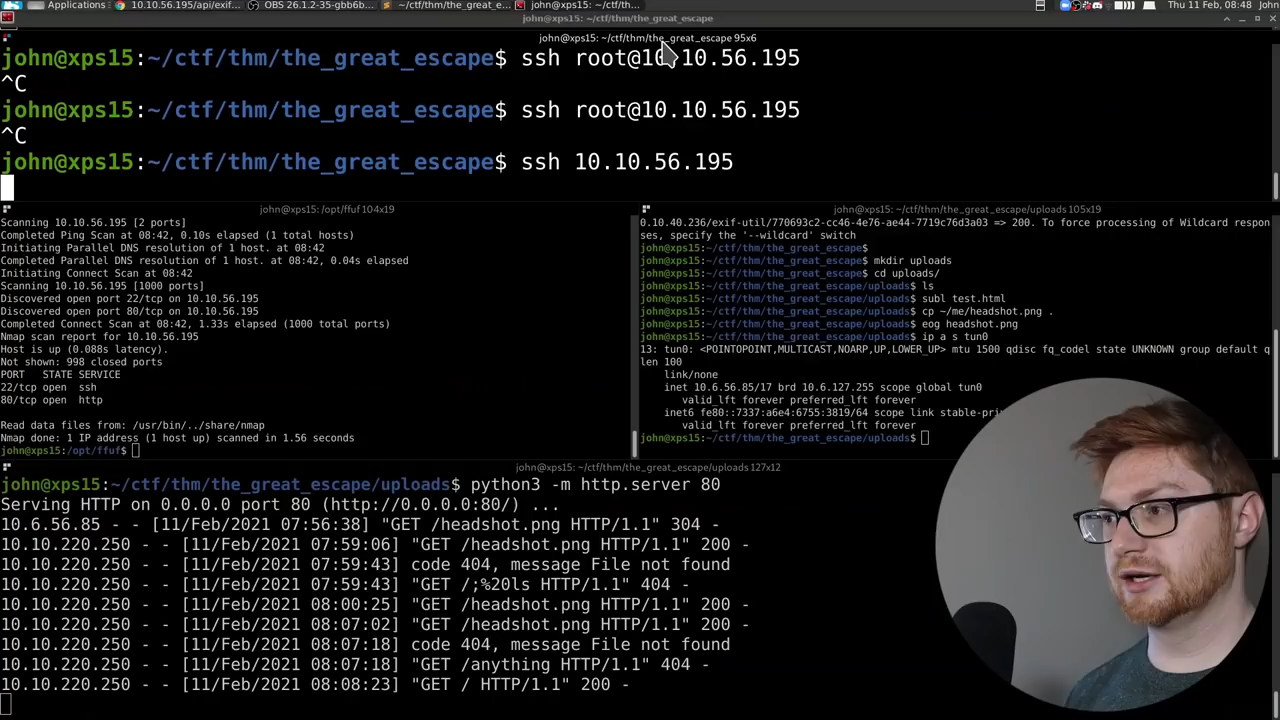 Applications
10.10.56.195/api/exif...
OBS 26.1.2-35-gbb6b...
~/ctf/thm/the_great_e...
john@xps15: ~/ctf/th...
Thu 11 Feb, 08:48 John
john@xps15: ~/ctf/thm/the_great_escape
john@xps15: ~/ctf/thm/the_great_escape 95x6
john@xps15:~/ctf/thm/the_great_escape$ ssh root@10.10.56.195
^C
john@xps15:~/ctf/thm/the_great_escape$ ssh root@10.10.56.195
^C
john@xps15:~/ctf/thm/the_great_escape$ ssh 10.10.56.195
john@xps15: /opt/ffuf 104x19
Scanning 10.10.56.195 [2 ports]
Completed Ping Scan at 08:42, 0.10s elapsed (1 total hosts)
Initiating Parallel DNS resolution of 1 host. at 08:42
Completed Parallel DNS resolution of 1 host. at 08:42, 0.04s elapsed
Initiating Connect Scan at 08:42
Scanning 10.10.56.195 [1000 ports]
Discovered open port 22/tcp on 10.10.56.195
Discovered open port 80/tcp on 10.10.56.195
Completed Connect Scan at 08:42, 1.33s elapsed (1000 total ports)
Nmap scan report for 10.10.56.195
Host is up (0.088s latency).
Not shown: 998 closed ports
PORT   STATE SERVICE
22/tcp open  ssh
80/tcp open  http
Read data files from: /usr/bin/../share/nmap
Nmap done: 1 IP address (1 host up) scanned in 1.56 seconds
john@xps15:/opt/ffuf$
john@xps15: ~/ctf/thm/the_great_escape/uploads 105x19
0.10.40.236/exif-util/770693c2-cc46-4e76-abd4-7719c76d3a03 => 200. To force processing of Wildcard respon
ses, specify the '--wildcard' switch
john@xps15:~/ctf/thm/the_great_escape$
john@xps15:~/ctf/thm/the_great_escape$ mkdir uploads
john@xps15:~/ctf/thm/the_great_escape$ cd uploads/
john@xps15:~/ctf/thm/the_great_escape/uploads$ ls
john@xps15:~/ctf/thm/the_great_escape/uploads$ subl test.html
john@xps15:~/ctf/thm/the_great_escape/uploads$ cp ~/me/headshot.png .
john@xps15:~/ctf/thm/the_great_escape/uploads$ eog headshot.png
john@xps15:~/ctf/thm/the_great_escape/uploads$ ip a s tun0
13: tun0: <POINTOPOINT,MULTICAST,NOARP,UP,LOWER_UP> mtu 1500 qdisc fq_codel state UNKNOWN group default q
len 100
link/none
inet 10.6.56.85/17 brd 10.6.127.255 scope global tun0
valid_lft forever preferred_lft forever
inet6 fe80::7337:a6e4:6755:3819/64 scope link stable-pri
valid_lft forever preferred_lft forever
john@xps15:~/ctf/thm/the_great_escape/uploads$
john@xps15: ~/ctf/thm/the_great_escape/uploads 127x12
john@xps15:~/ctf/thm/the_great_escape/uploads$ python3 -m http.server 80
Serving HTTP on 0.0.0.0 port 80 (http://0.0.0.0:80/) ...
10.6.56.85 - - [11/Feb/2021 07:56:38] "GET /headshot.png HTTP/1.1" 304 -
10.10.220.250 - - [11/Feb/2021 07:59:06] "GET /headshot.png HTTP/1.1" 200 -
10.10.220.250 - - [11/Feb/2021 07:59:43] code 404, message File not found
10.10.220.250 - - [11/Feb/2021 07:59:43] "GET /;%20ls HTTP/1.1" 404 -
10.10.220.250 - - [11/Feb/2021 08:00:25] "GET /headshot.png HTTP/1.1" 200 -
10.10.220.250 - - [11/Feb/2021 08:07:02] "GET /headshot.png HTTP/1.1" 200 -
10.10.220.250 - - [11/Feb/2021 08:07:18] code 404, message File not found
10.10.220.250 - - [11/Feb/2021 08:07:18] "GET /anything HTTP/1.1" 404 -
10.10.220.250 - - [11/Feb/2021 08:08:23] "GET / HTTP/1.1" 200 -